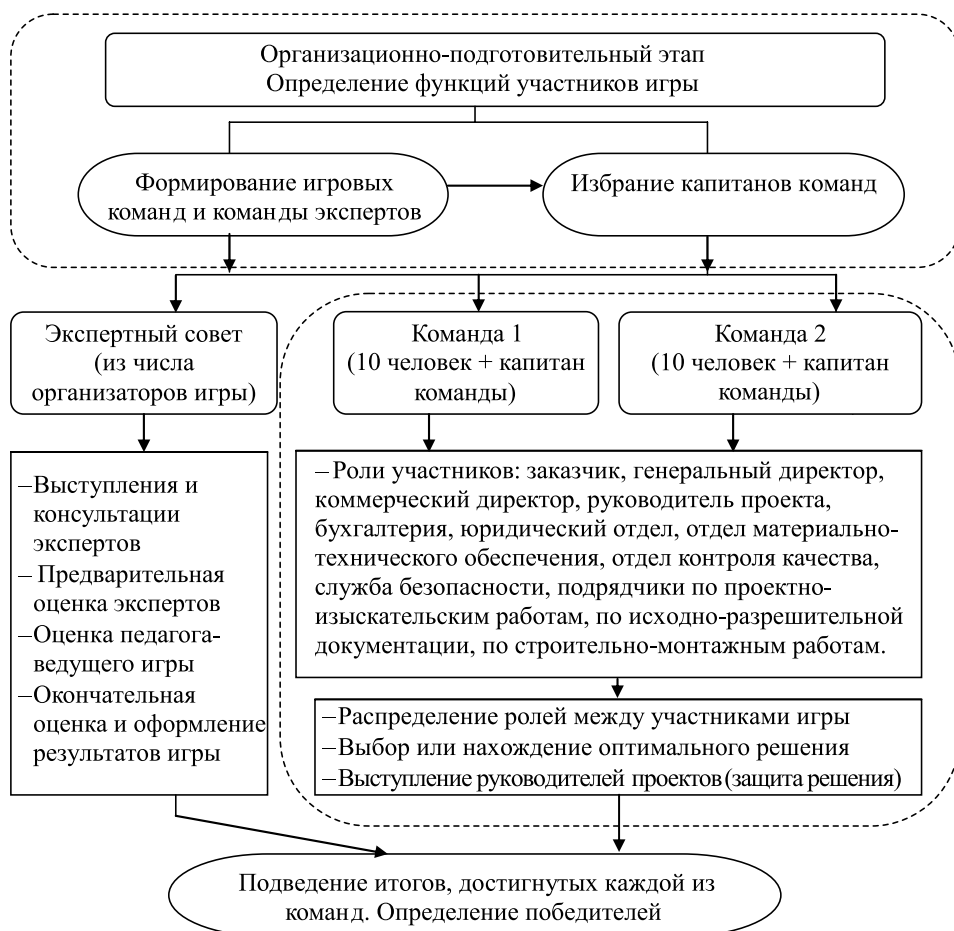 Организационно-подготовительный этап
Определение функций участников игры
Формирование игровых
команд и команды экспертов
Избрание капитанов команд
Экспертный совет
(из числа
организаторов игры)
Команда 1
(10 человек + капитан
команды)
Команда 2
(10 человек + капитан
команды)
–Выступления и
консультации
экспертов
– Предварительная
оценка экспертов
–Оценка педагога-
ведущего игры
–Окончательная
оценка и оформление
результатов игры
–Роли участников: заказчик, генеральный директор,
коммерческий директор, руководитель проекта,
бухгалтерия, юридический отдел, отдел материально-
технического обеспечения, отдел контроля качества,
служба безопасности, подрядчики по проектно-
изыскательским работам, по исходно-разрешительной
документации, по строительно-монтажным работам.
–Распределение ролей между участниками игры
–Выбор или нахождение оптимального решения
–Выступление руководителей проектов (защита решения)
Подведение итогов, достигнутых каждой из
команд. Определение победителей